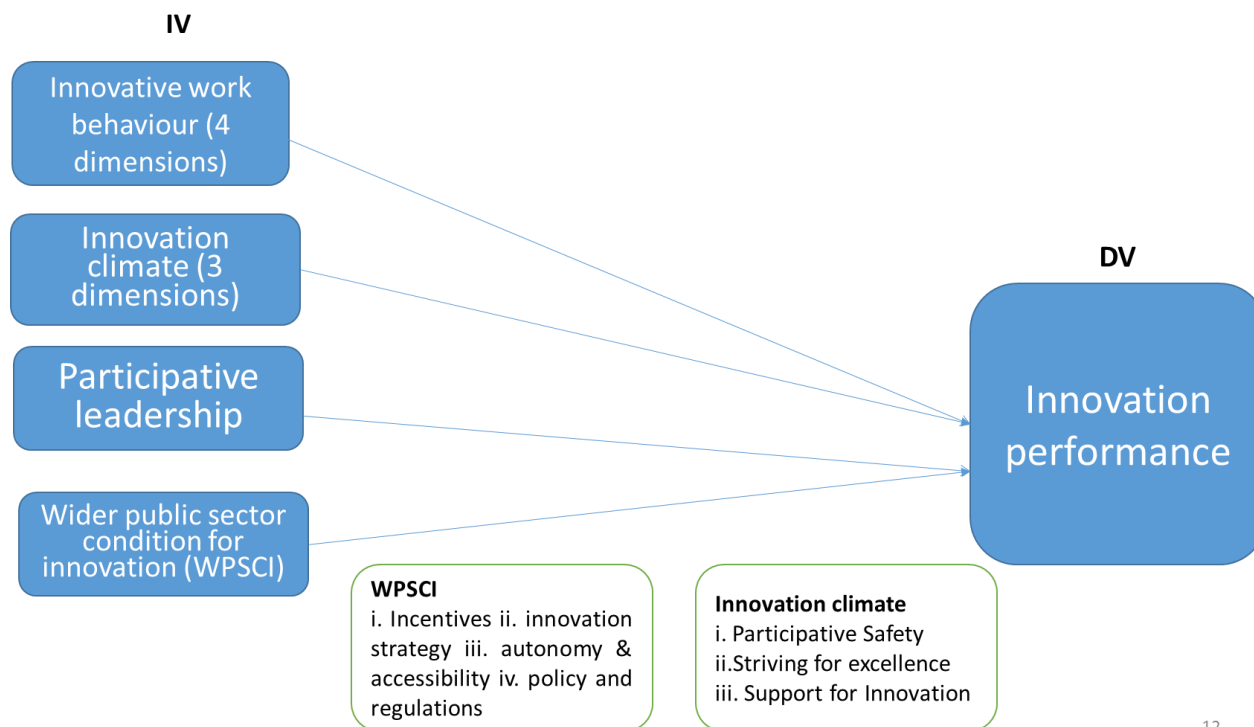 IV
Innovative work
behaviour (4
dimensions)
Innovation
climate (3
dimensions)
Participative
leadership
Wider public sector
condition for
innovation (WPSCI)
DV
Innovation
performance
WPSCI
i. Incentives ii. innovation
strategy iii. autonomy &
accessibility iv. policy and
regulations
Innovation climate
i. Participative Safety
ii.Striving for excellence
iii. Support for Innovation
12